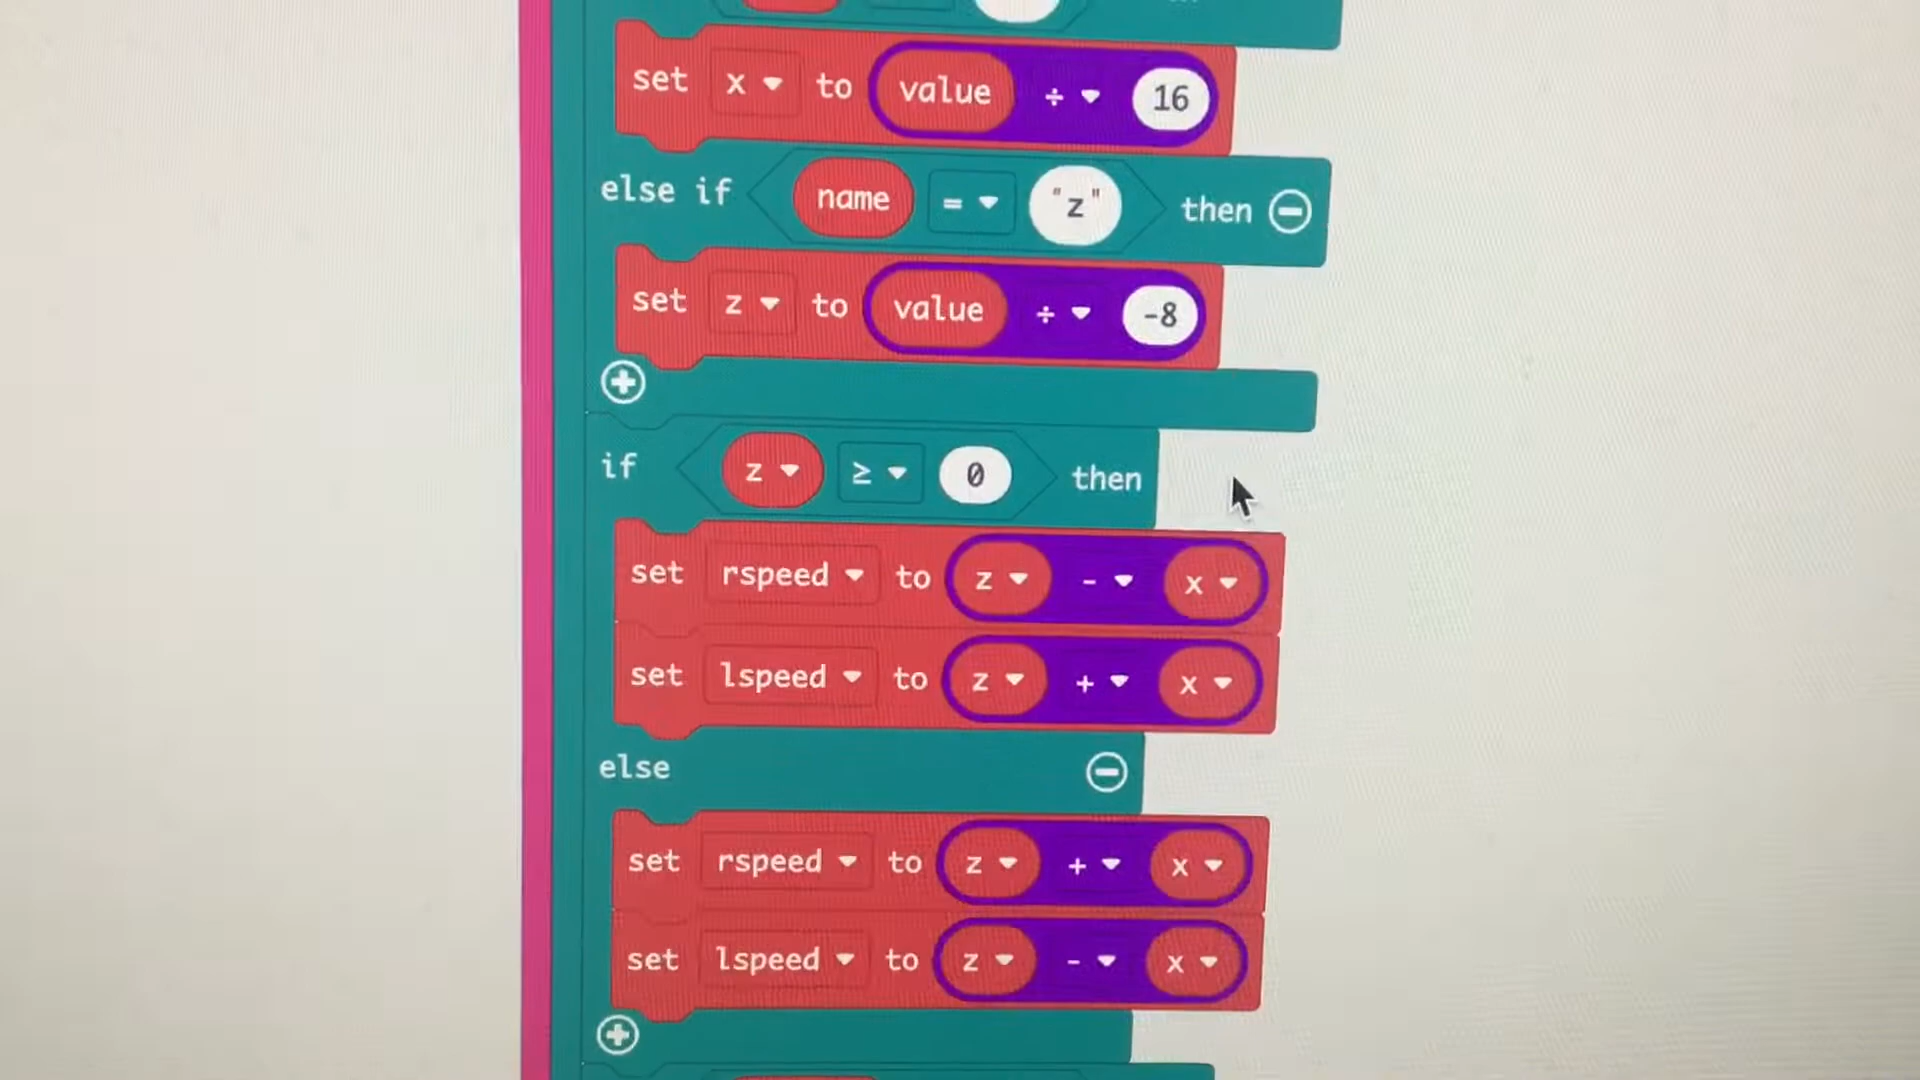 set x to value ÷ 16
else if name = "z" then
set z to value ÷ -8
if z ≥ 0 then
set rspeed to z - x
set lspeed to z + x
else
set rspeed to z + x
set lspeed to z - x